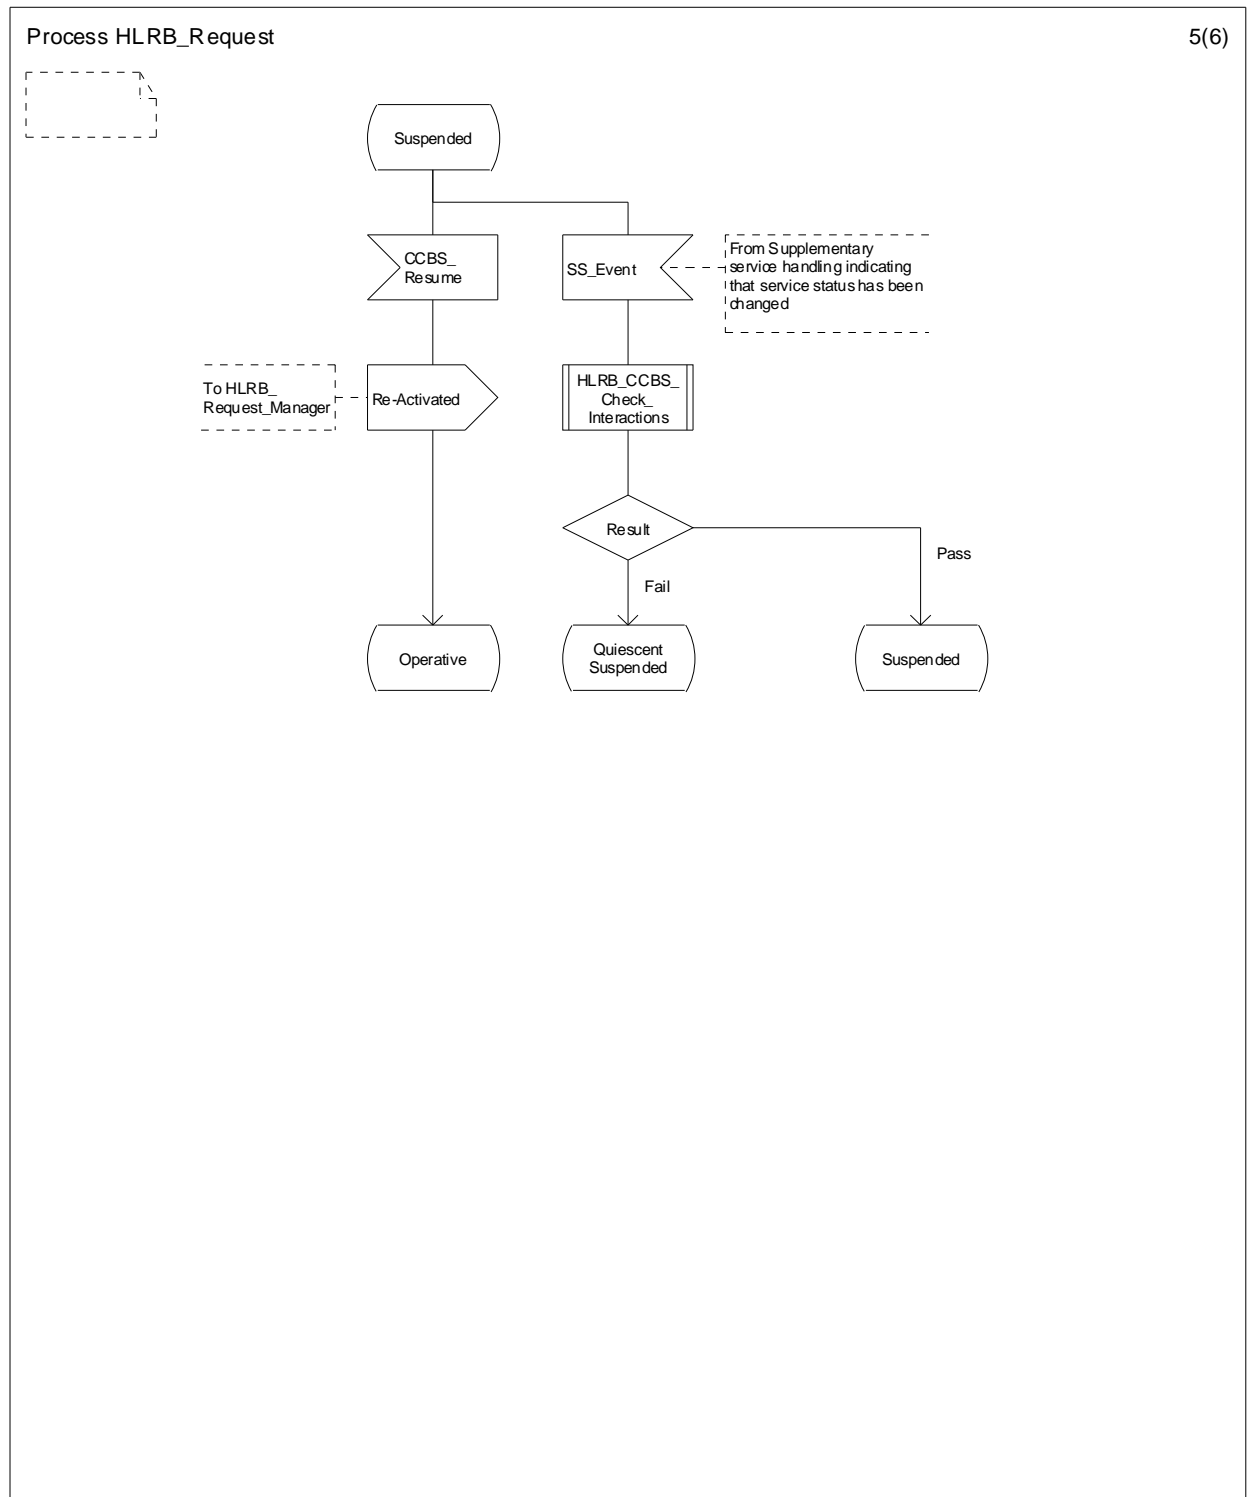 Process HLRB_Request
5(6)
Suspended
CCBS_
Resume
SS_Event
From Supplementary
service handling indicating
that service status has been
changed
To HLRB_
Request_Manager
Re-Activated
HLRB_CCBS_
Check_
Interactions
Result
Pass
Fail
Operative
Quiescent
Suspended
Suspended